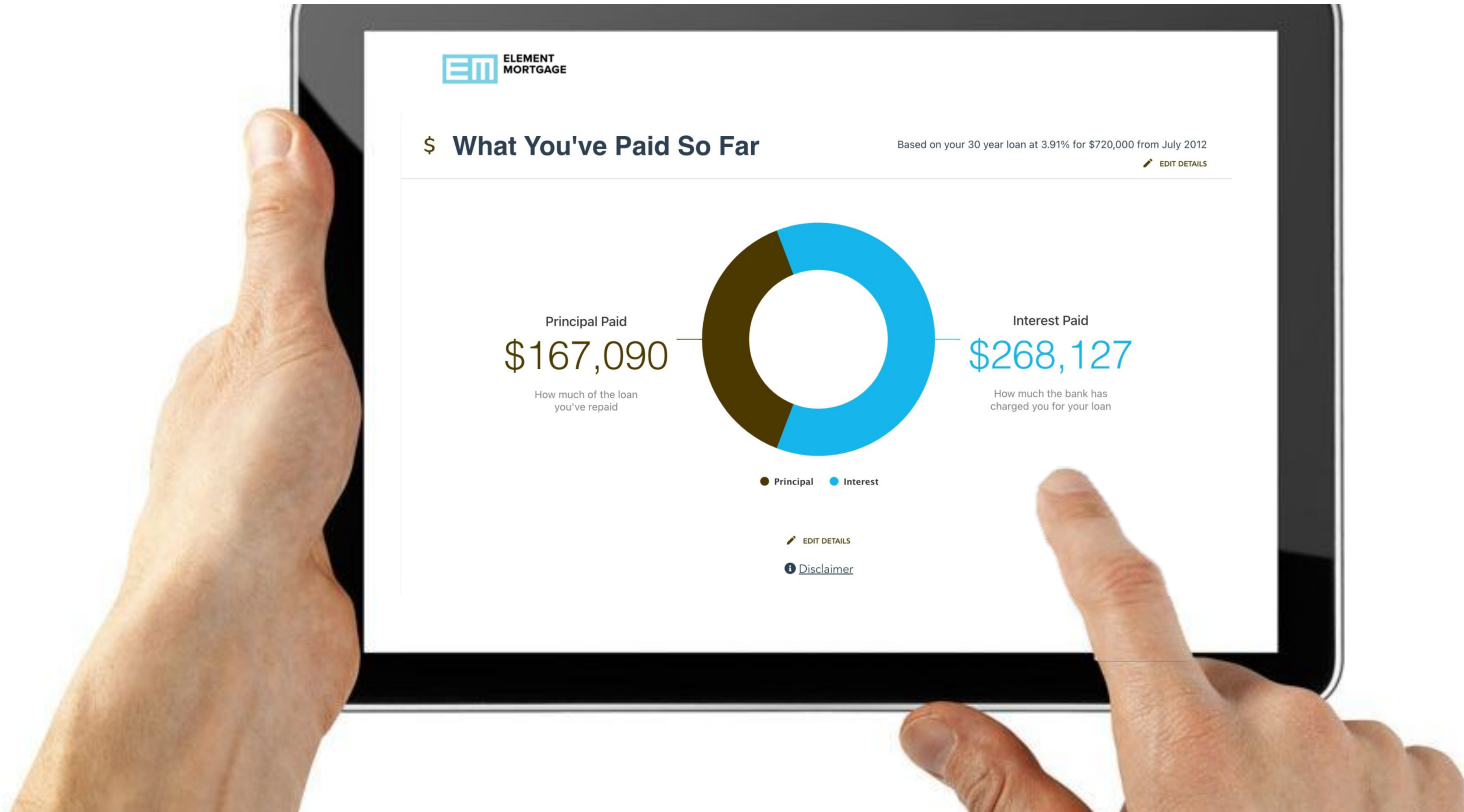 EM
ELEMENT
MORTGAGE
$ What You've Paid So Far
Based on your 30 year loan at 3.91% for $720,000 from July 2012
EDIT DETAILS
Principal Paid
$167,090
How much of the loan
you've repaid
Interest Paid
$268,127
How much the bank has
charged you for your loan
Principal Interest
EDIT DETAILS
Disclaimer